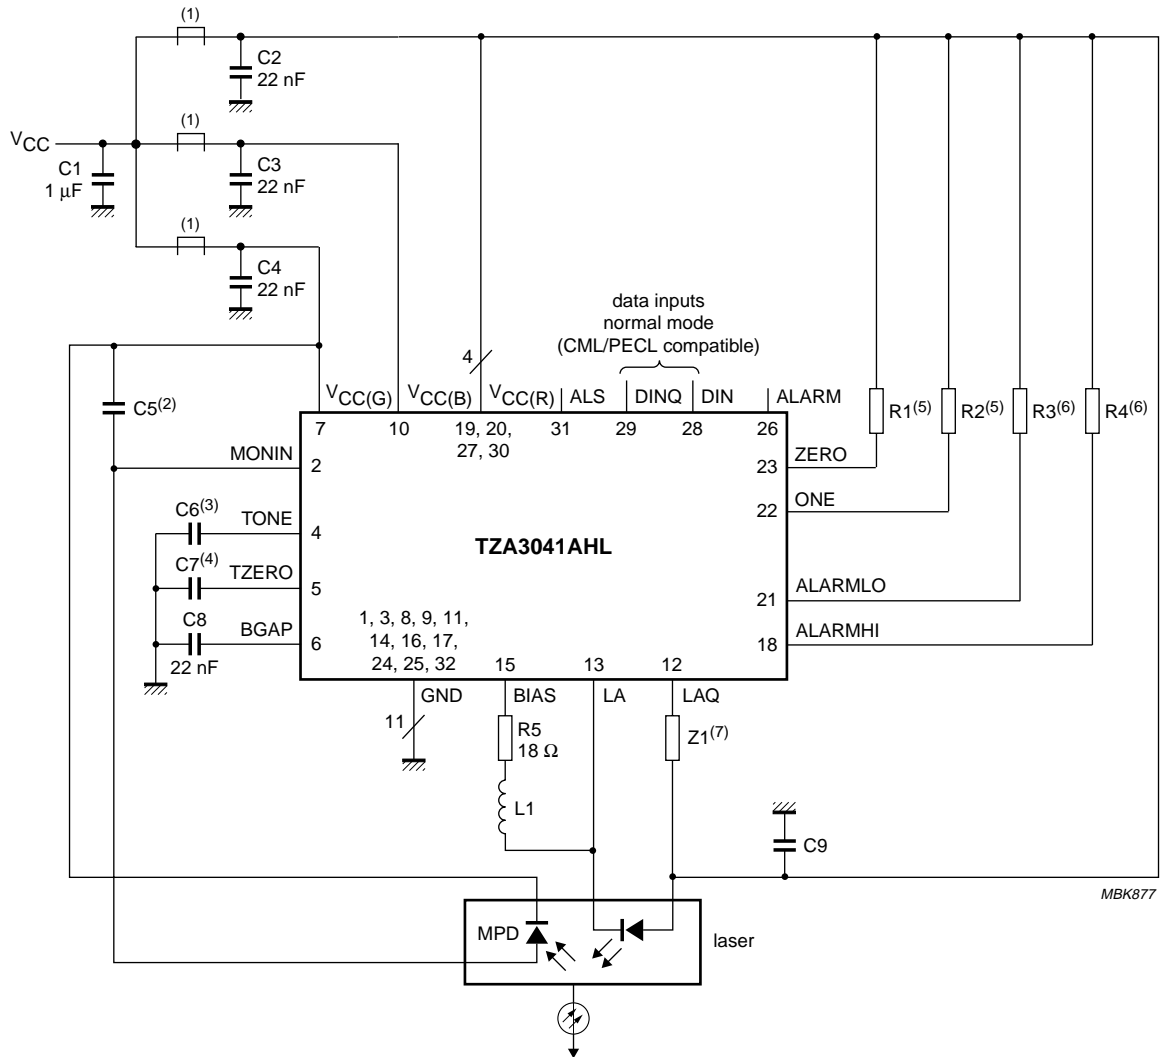 (1)
C2
22 nF
VCC
(1)
C1
1 µF
C3
22 nF
(1)
C4
22 nF
data inputs
normal mode
(CML/PECL compatible)
4
C5(2)
VCC(G)
VCC(B)
VCC(R)
ALS
DINQ
DIN
ALARM
R1(5)
R2(5)
R3(6)
R4(6)
7
10
19, 20,
27, 30
31
29
28
26
MONIN
2
23
ZERO
22
ONE
C6(3)
TONE
4
TZA3041AHL
C7(4)
TZERO
5
21
ALARMLO
C8
22 nF
BGAP
6
1, 3, 8, 9, 11,
14, 16, 17,
24, 25, 32
18
ALARMHI
15
13
12
GND
BIAS
LA
LAQ
11
R5
18 Ω
Z1(7)
L1
C9
MBK877
MPD
laser